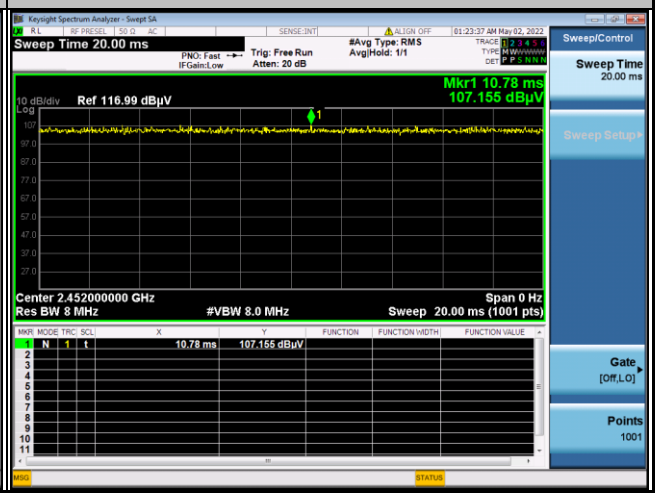 Keysight Spectrum Analyzer - Swept SA
RL RF PRESEL 50 Ω AC SENSE:INT ALIGN OFF 01:23:37 AM May 02, 2022
Sweep Time 20.00 ms
PNO: Fast Trig: Free Run #Avg Type: RMS TRACE 1 2 3 4 5 6
IFGain:Low Atten: 20 dB Avg|Hold: 1/1 TYPE MWWWWW
DET P P S N N N
Mkr1 10.78 ms
10 dB/div Ref 116.99 dBµV 107.155 dBµV
Log
1
107
97.0
87.0
77.0
67.0
57.0
47.0
37.0
27.0
Center 2.452000000 GHz Span 0 Hz
Res BW 8 MHz #VBW 8.0 MHz Sweep 20.00 ms (1001 pts)
MKR MODE TRC SCL X Y FUNCTION FUNCTION WIDTH FUNCTION VALUE
1 N 1 t 10.78 ms 107.155 dBµV
2
3
4
5
6
7
8
9
10
11
MSG STATUS
Sweep/Control
Sweep Time
20.00 ms
Sweep Setup
Gate
[Off,LO]
Points
1001